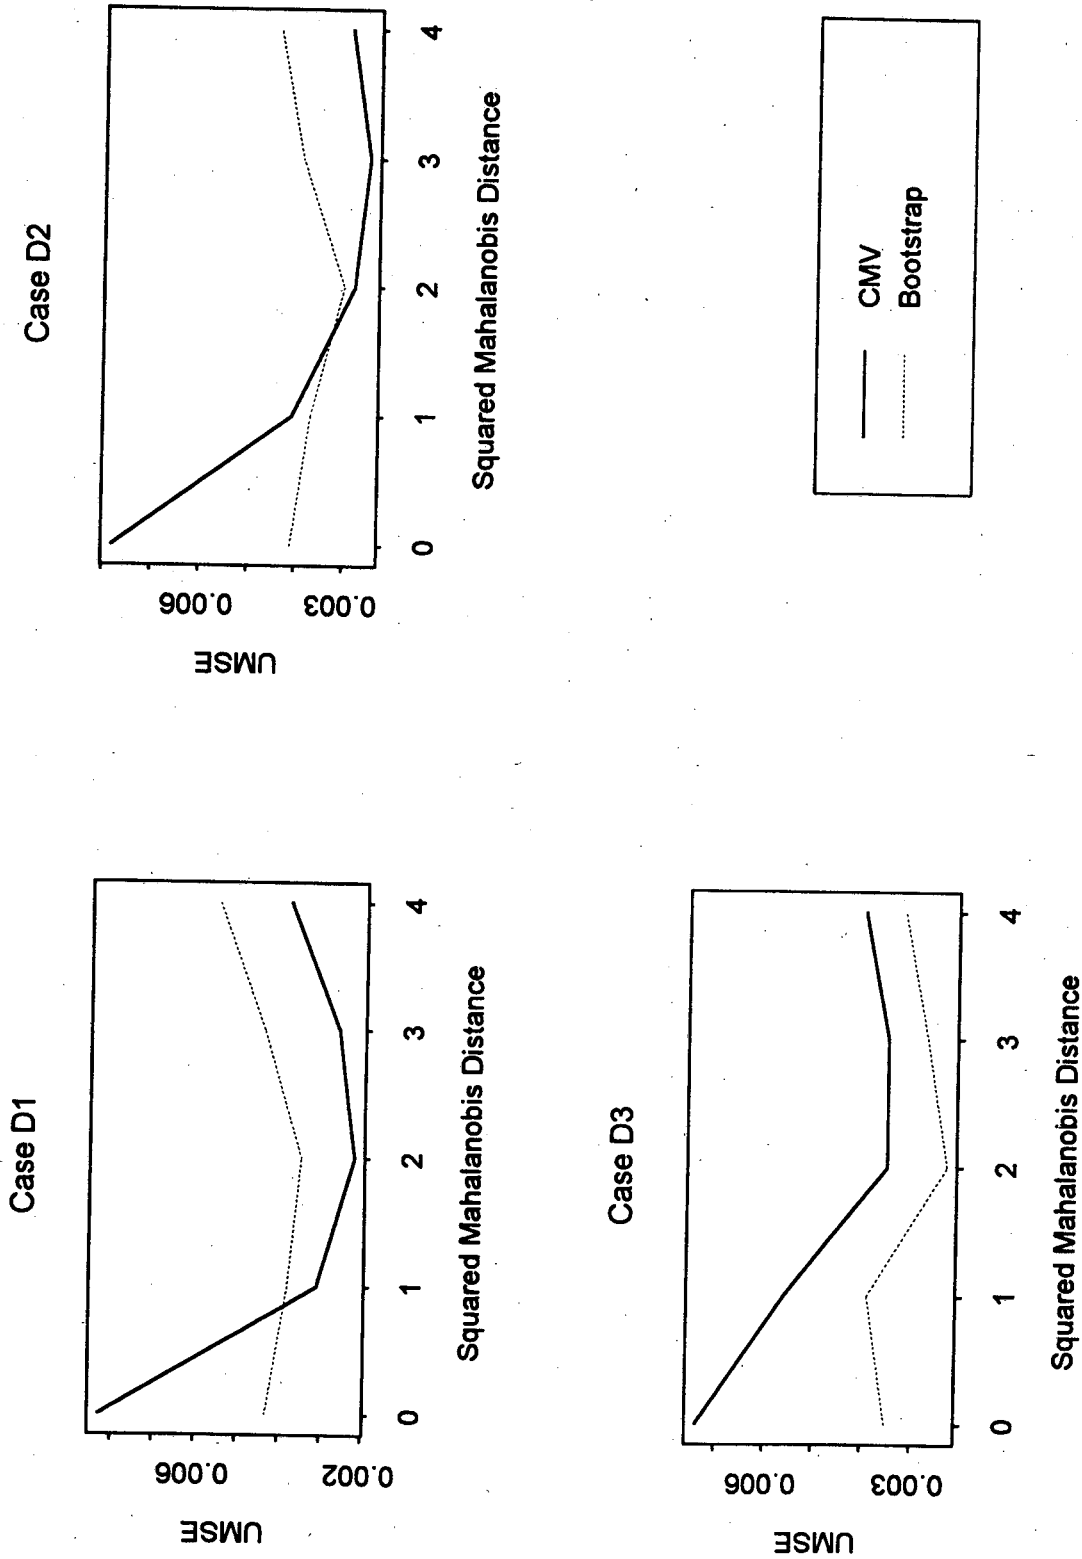 Case D1
UMSE
0.006
0.002
0 1 2 3 4
Squared Mahalanobis Distance
Case D2
UMSE
0.006
0.003
0 1 2 3 4
Squared Mahalanobis Distance
Case D3
UMSE
0.006
0.003
0 1 2 3 4
Squared Mahalanobis Distance
CMV
Bootstrap